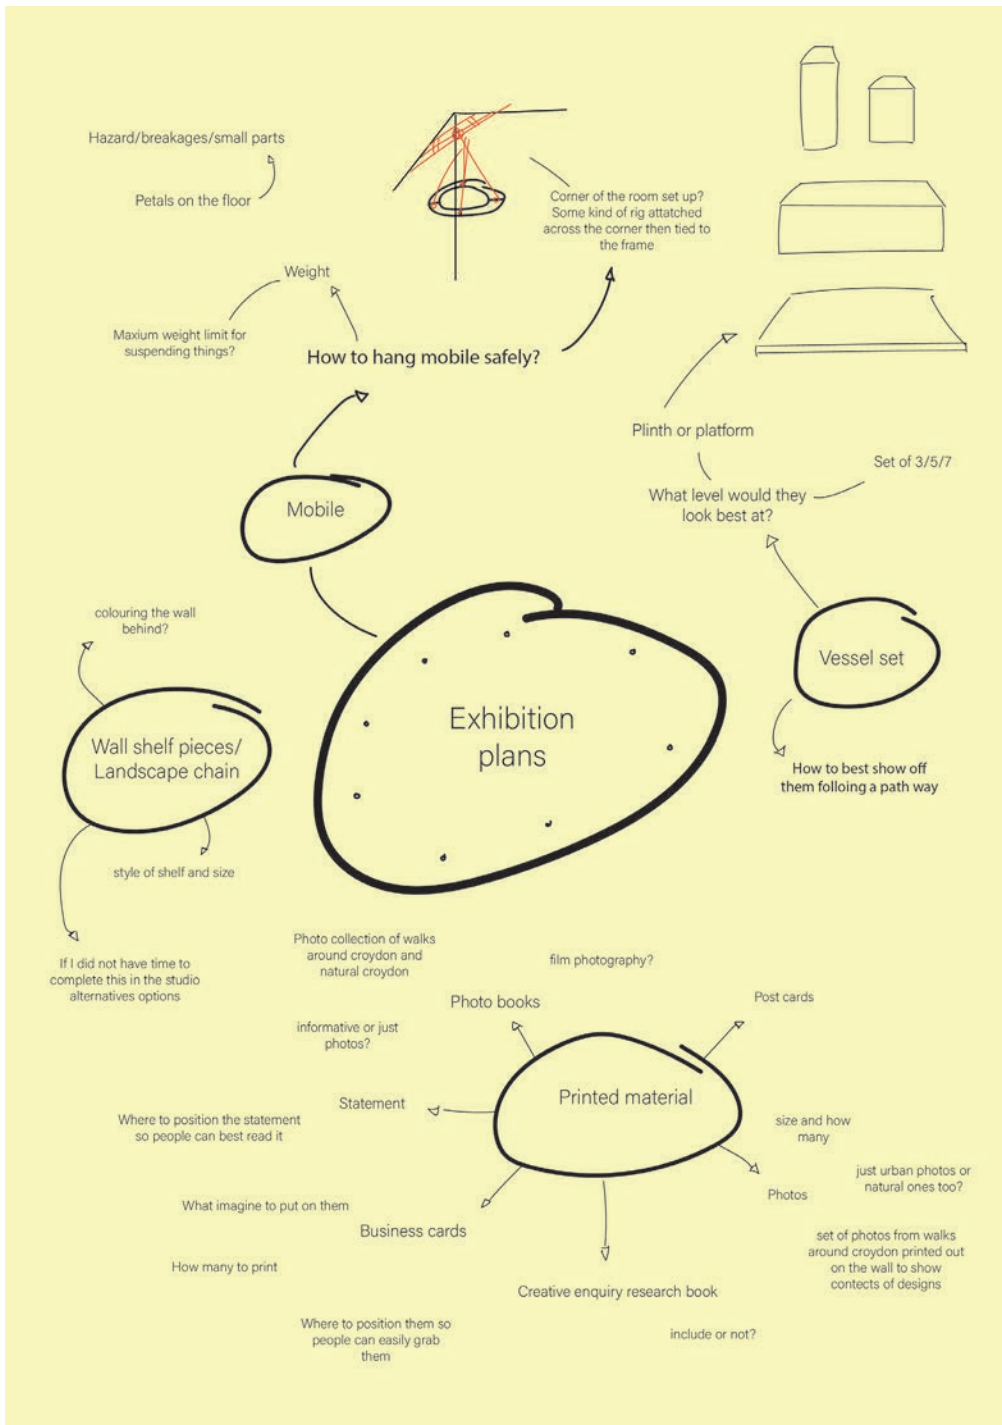 Hazard/breakages/small parts
Petals on the floor
Corner of the room set up?
Some kind of rig attatched
across the corner then tied to
the frame
Weight
Maxium weight limit for
suspending things?
How to hang mobile safely?
Plinth or platform
Set of 3/5/7
What level would they
look best at?
Mobile
colouring the wall
behind?
Vessel set
Exhibition
plans
Wall shelf pieces/
Landscape chain
How to best show off
them folloing a path way
style of shelf and size
If I did not have time to
complete this in the studio
alternatives options
Photo collection of walks
around croydon and
natural croydon
film photography?
Photo books
Post cards
informative or just
photos?
Printed material
Statement
Where to position the statement
so people can best read it
size and how
many
just urban photos or
natural ones too?
Photos
What imagine to put on them
Business cards
set of photos from walks
around croydon printed out
on the wall to show
contects of designs
How many to print
Creative enquiry research book
Where to position them so
people can easily grab
them
include or not?